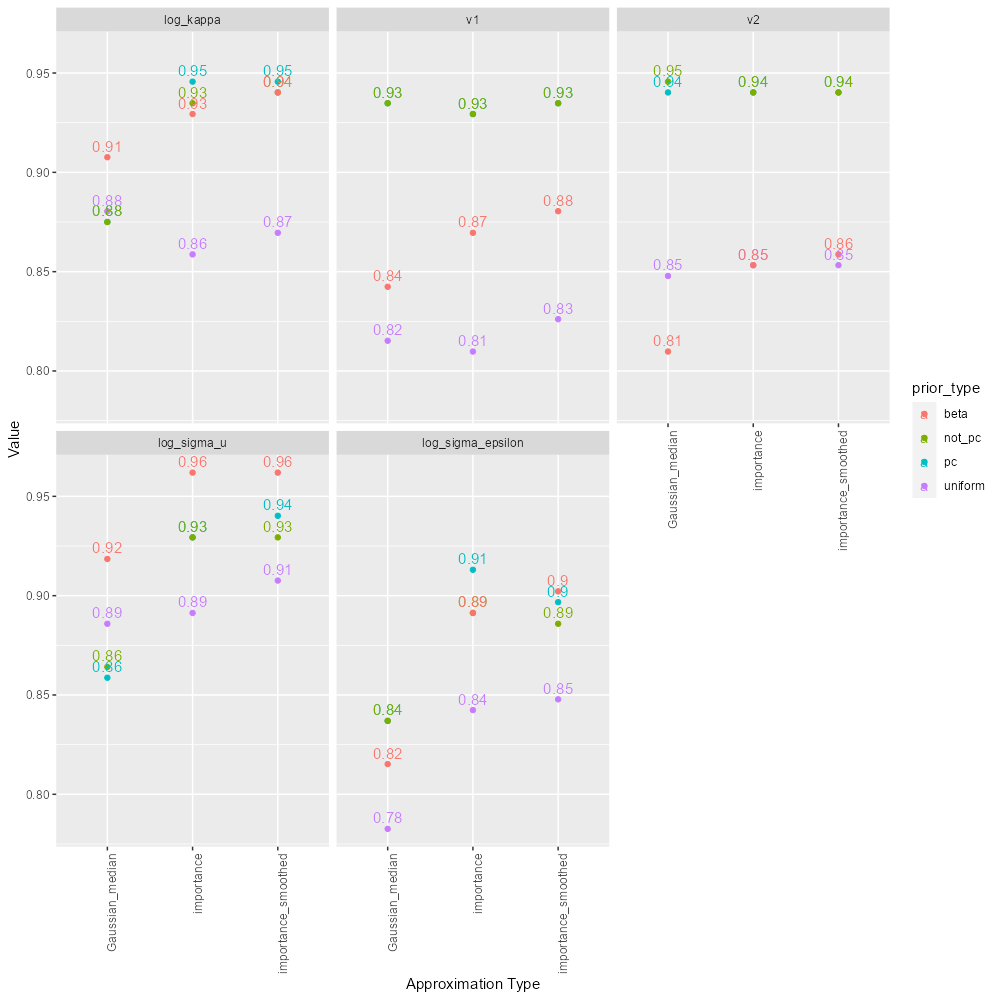 log_kappa
v1
v2
0.95
0.90
0.85
0.80
0.91
0.88
0.88
0.95
0.93
0.93
0.86
0.95
0.94
0.87
0.93
0.84
0.82
0.93
0.87
0.81
0.93
0.88
0.83
0.95
0.94
0.85
0.81
0.94
0.85
0.94
0.86
0.85
Value
log_sigma_u
log_sigma_epsilon
0.95
0.90
0.85
0.80
0.92
0.89
0.86
0.86
0.96
0.93
0.89
0.96
0.94
0.93
0.91
0.84
0.82
0.78
0.91
0.89
0.84
0.9
0.9
0.89
0.85
Gaussian_median
importance
importance_smoothed
Gaussian_median
importance
importance_smoothed
Gaussian_median
importance
importance_smoothed
Approximation Type
prior_type
beta
not_pc
pc
uniform